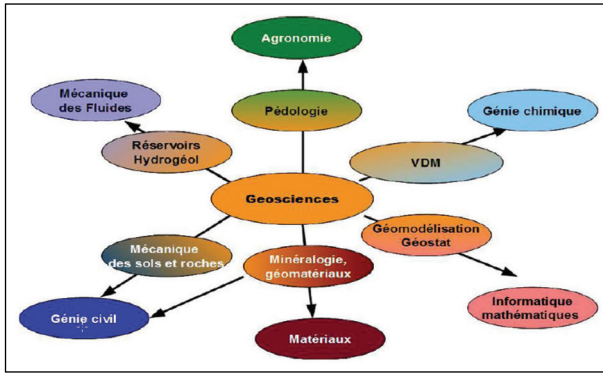 Agronomie
Mécanique
des Fluides
Pédologie
Génie chimique
Réservoirs
Hydrogéol
VDM
Geosciences
Géomodélisation
Géostat
Mécanique
des sols et roches
Minéralogie,
géomatériaux
Informatique
mathématiques
Génie civil
Matériaux